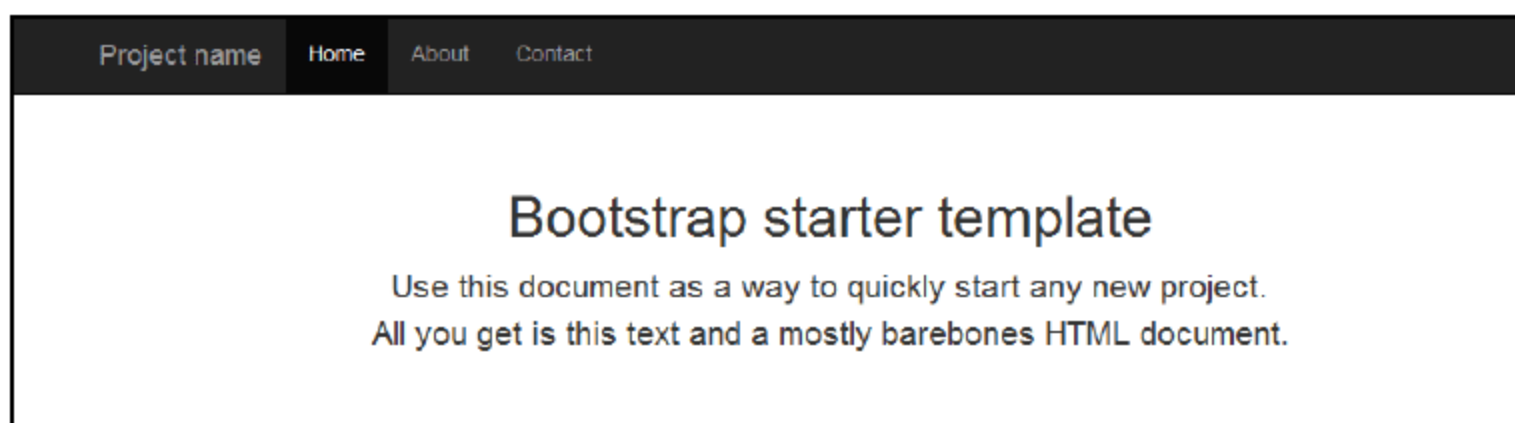 Project name Home About Contact
Bootstrap starter template
Use this document as a way to quickly start any new project.
All you get is this text and a mostly barebones HTML document.